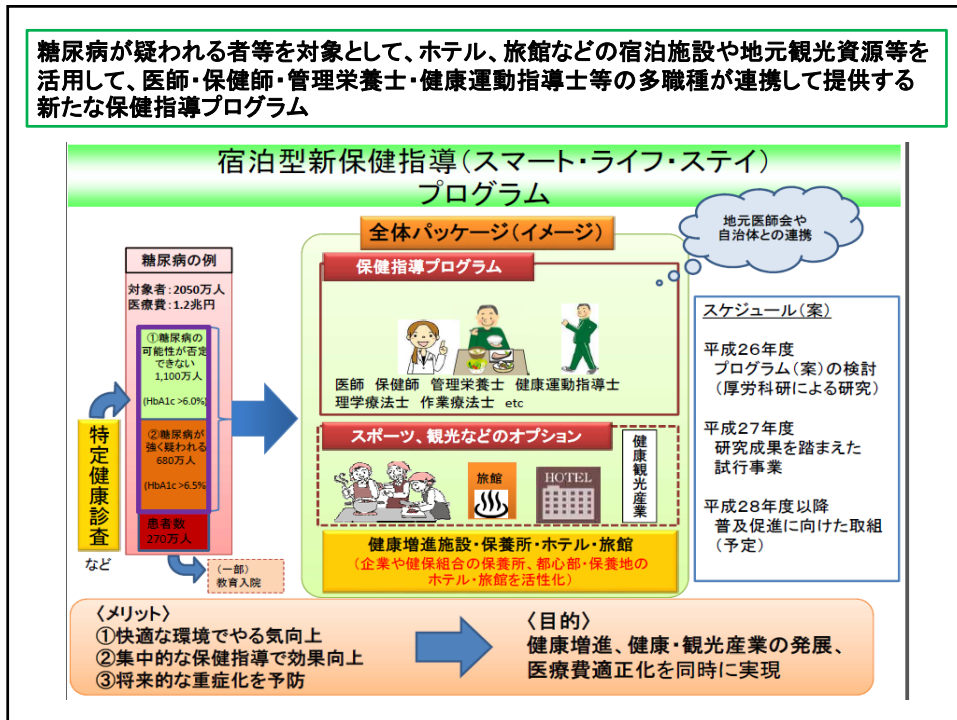 糖尿病が疑われる者等を対象として、ホテル、旅館などの宿泊施設や地元観光資源等を
活用して、医師・保健師・管理栄養士・健康運動指導士等の多職種が連携して提供する
新たな保健指導プログラム
宿泊型新保健指導（スマート・ライフ・ステイ）
プログラム
地元医師会や
自治体との連携
特定健康診査
など
糖尿病の例
対象者：2050万人
医療費：1.2兆円
①糖尿病の
可能性が否定
できない
1,100万人
(HbA1c >6.0%)
②糖尿病が
強く疑われる
680万人
(HbA1c >6.5%
患者数
270万人
（一部）
教育入院
全体パッケージ（イメージ）
保健指導プログラム
医師 保健師 管理栄養士 健康運動指導士
理学療法士 作業療法士 etc
スポーツ、観光などのオプション
旅館
HOTEL
健康観光産業
健康増進施設・保養所・ホテル・旅館
（企業や健保組合の保養所、都心部・保養地の
ホテル・旅館を活性化）
スケジュール（案）
平成２６年度
プログラム（案）の検討
（厚労科研による研究）
平成２７年度
研究成果を踏まえた
試行事業
平成２８年度以降
普及促進に向けた取組
（予定）
〈メリット〉
①快適な環境でやる気向上
②集中的な保健指導で効果向上
③将来的な重症化を予防
〈目的〉
健康増進、健康・観光産業の発展、
医療費適正化を同時に実現